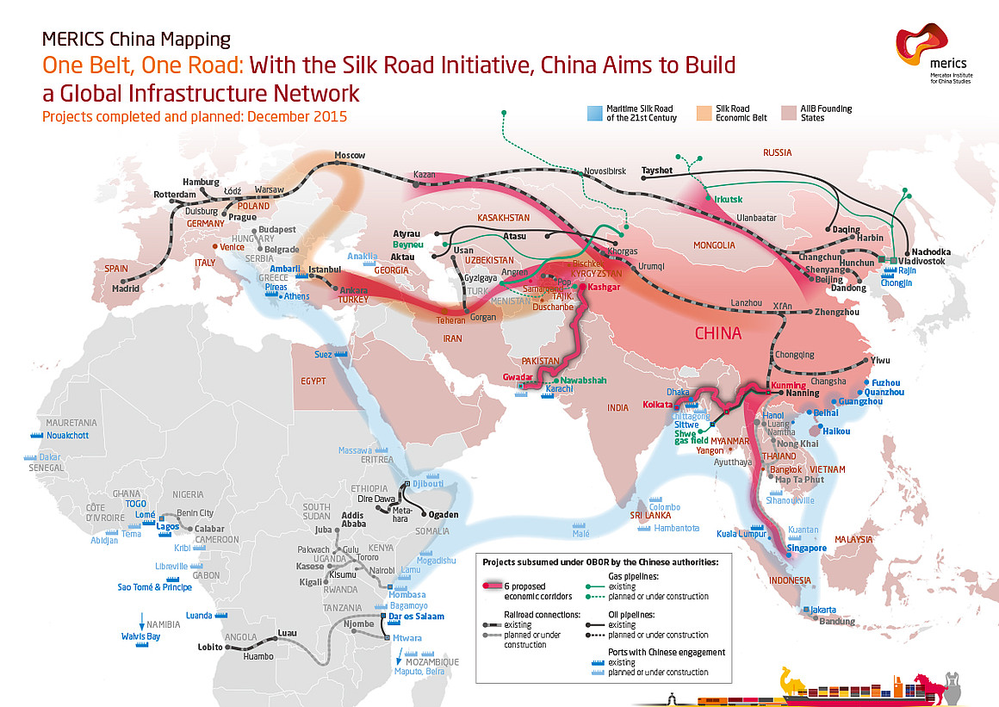 MERICS China Mapping
One Belt, One Road: With the Silk Road Initiative, China Aims to Build
a Global Infrastructure Network
Projects completed and planned: December 2015
merics
Mercator Institute
for China Studies
Maritime Silk Road
of the 21st Century
Silk Road
Economic Belt
AIIB Founding
States
Moscow
Kazan
Novosibirsk
Tayshet
RUSSIA
Hamburg
Rotterdam
Łódź
Warsaw
Duisburg
POLAND
Prague
GERMANY
Irkutsk
Ulanbaatar
KASAKHSTAN
Budapest
HUNGARY
Belgrade
SERBIA
Venice
ITALY
Atyrau
Beyneu
Atasu
Aktau
Usan
Khorgas
MONGOLIA
Daqing
Harbin
Changchun
Hunchun
Nachodka
Vladivostok
Shenyang
Rajin
Beijing
Dandong
Chongjin
SPAIN
Madrid
Anaklia
GEORGIA
Ambarli
Istanbul
GREECE
Pireas
Athens
Ankara
TURKEY
UZBEKISTAN
Bischkek
KYRGYZSTAN
Angren
Gyzlgaya
Pop
Samarqand
TURK
MENISTAN
TAJIK.
Duschanbe
Kashgar
Urumqi
Teheran
Gorgan
IRAN
Lanzhou
Xi'An
Zhengzhou
CHINA
Suez
EGYPT
PAKISTAN
Gwadar
Nawabshah
Karachi
Chongqing
Yiwu
Changsha
Kunming
Nanning
Fuzhou
Quanzhou
Guangzhou
Dhaka
Kolkata
INDIA
Chittagong
Sittwe
Shwe
gas field
MYANMAR
Yangon
Hanoi
Luang
Namtha
Beihai
Haikou
Nong Khai
THAILAND
Ayutthaya
Bangkok
VIETNAM
Map Ta Phut
Sihanoukville
MAURETANIA
Nouakchott
Dakar
SENEGAL
Massawa
ERITREA
Djibouti
ETHIOPIA
Dire Dawa
Meta-
hara
Ogaden
SOMALIA
Addis
Ababa
GHANA
TOGO
Lomé
CÔTE
D'IVROIRE
Tema
Abidjan
NIGERIA
Benin City
Lagos
Calabar
CAMEROON
Kribi
Libreville
GABON
Sao Tomé & Principe
SOUTH
SUDAN
Juba
Pakwach
Gulu
UGANDA
Tororo
KENYA
Kasese
Kisumu
Nairobi
Kigali
RWANDA
Lamu
Mogadishu
Mombasa
Bagamoyo
TANZANIA
Dar es Salaam
Njombe
Mtwara
MOZAMBIQUE
Maputo, Beira
Luanda
NAMIBIA
Walvis Bay
ANGOLA
Lobito
Luau
Huambo
Colombo
SRI LANKA
Hambantota
Malé
Kuala Lumpur
Kuantan
Singapore
MALAYSIA
INDONESIA
Jakarta
Bandung
Projects subsumed under OBOR by the Chinese authorities:
6 proposed
economic corridors
Gas pipelines:
existing
planned or under construction
Railroad connections:
existing
planned or under
construction
Oil pipelines:
existing
planned or under construction
Ports with Chinese engagement
existing
planned or under construction